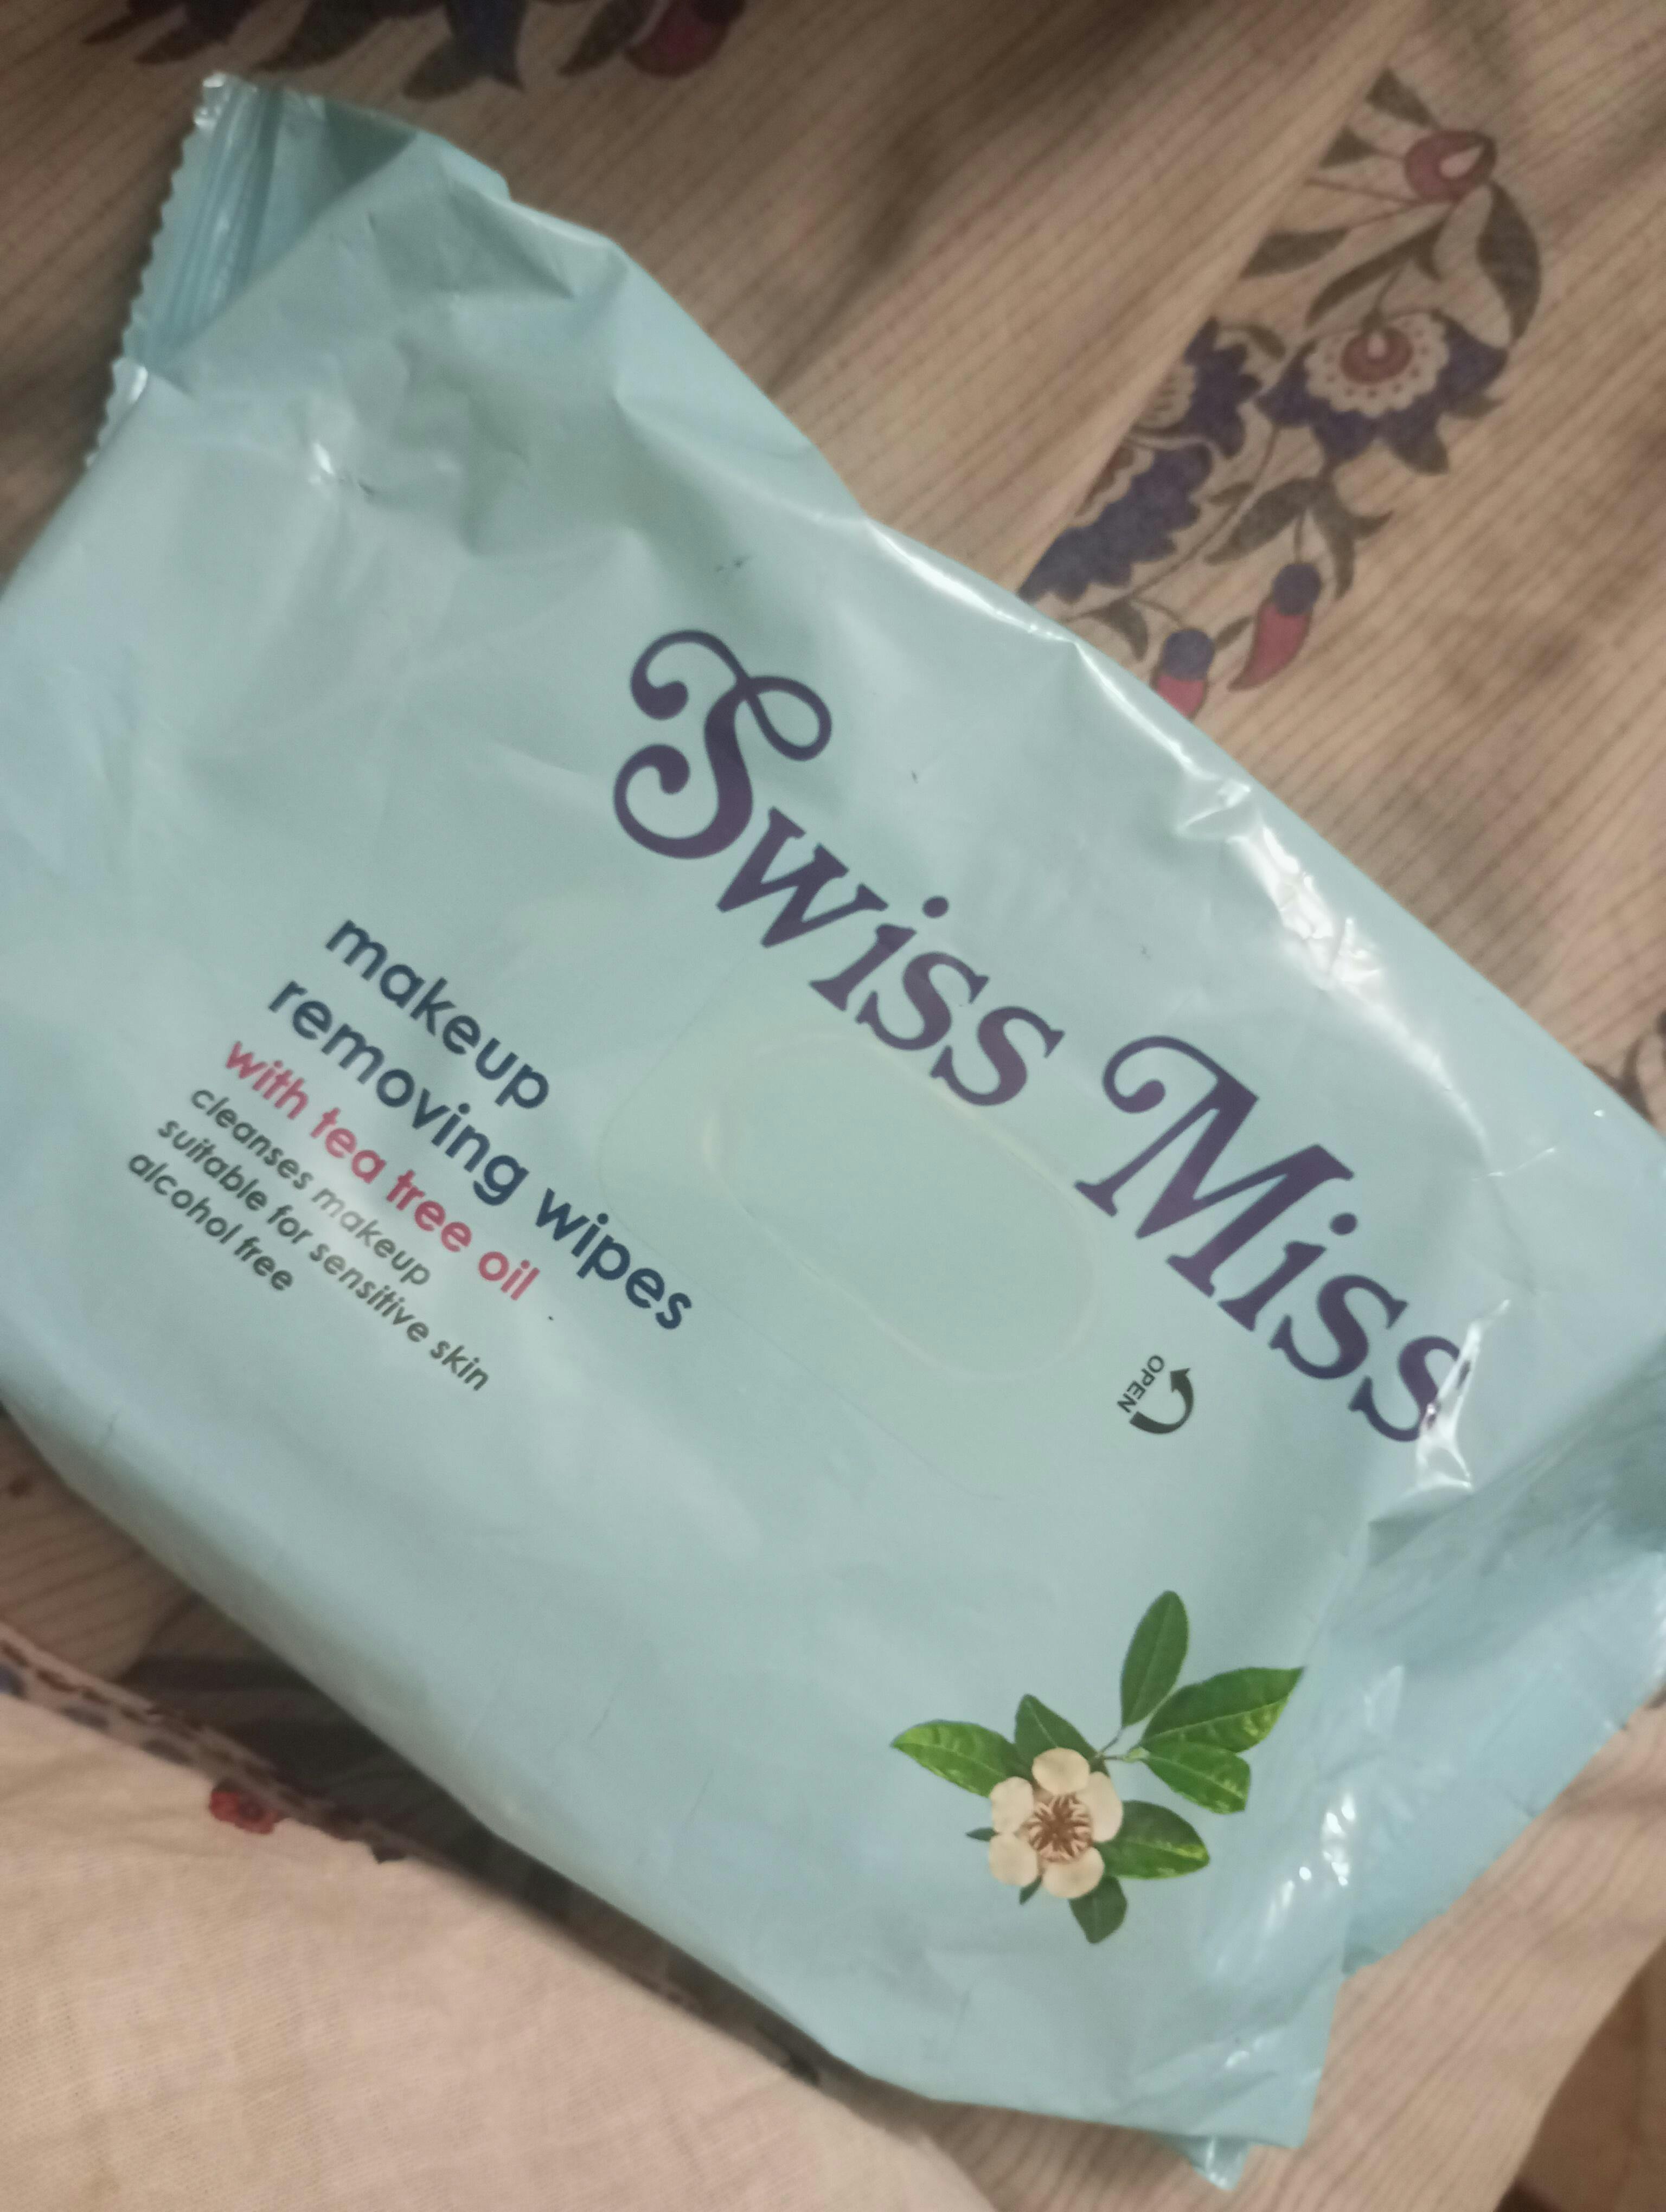 Swiss Miss
OPEN
makeup
removing wipes
with tea tree oil
cleanses makeup
suitable for sensitive skin
alcohol free